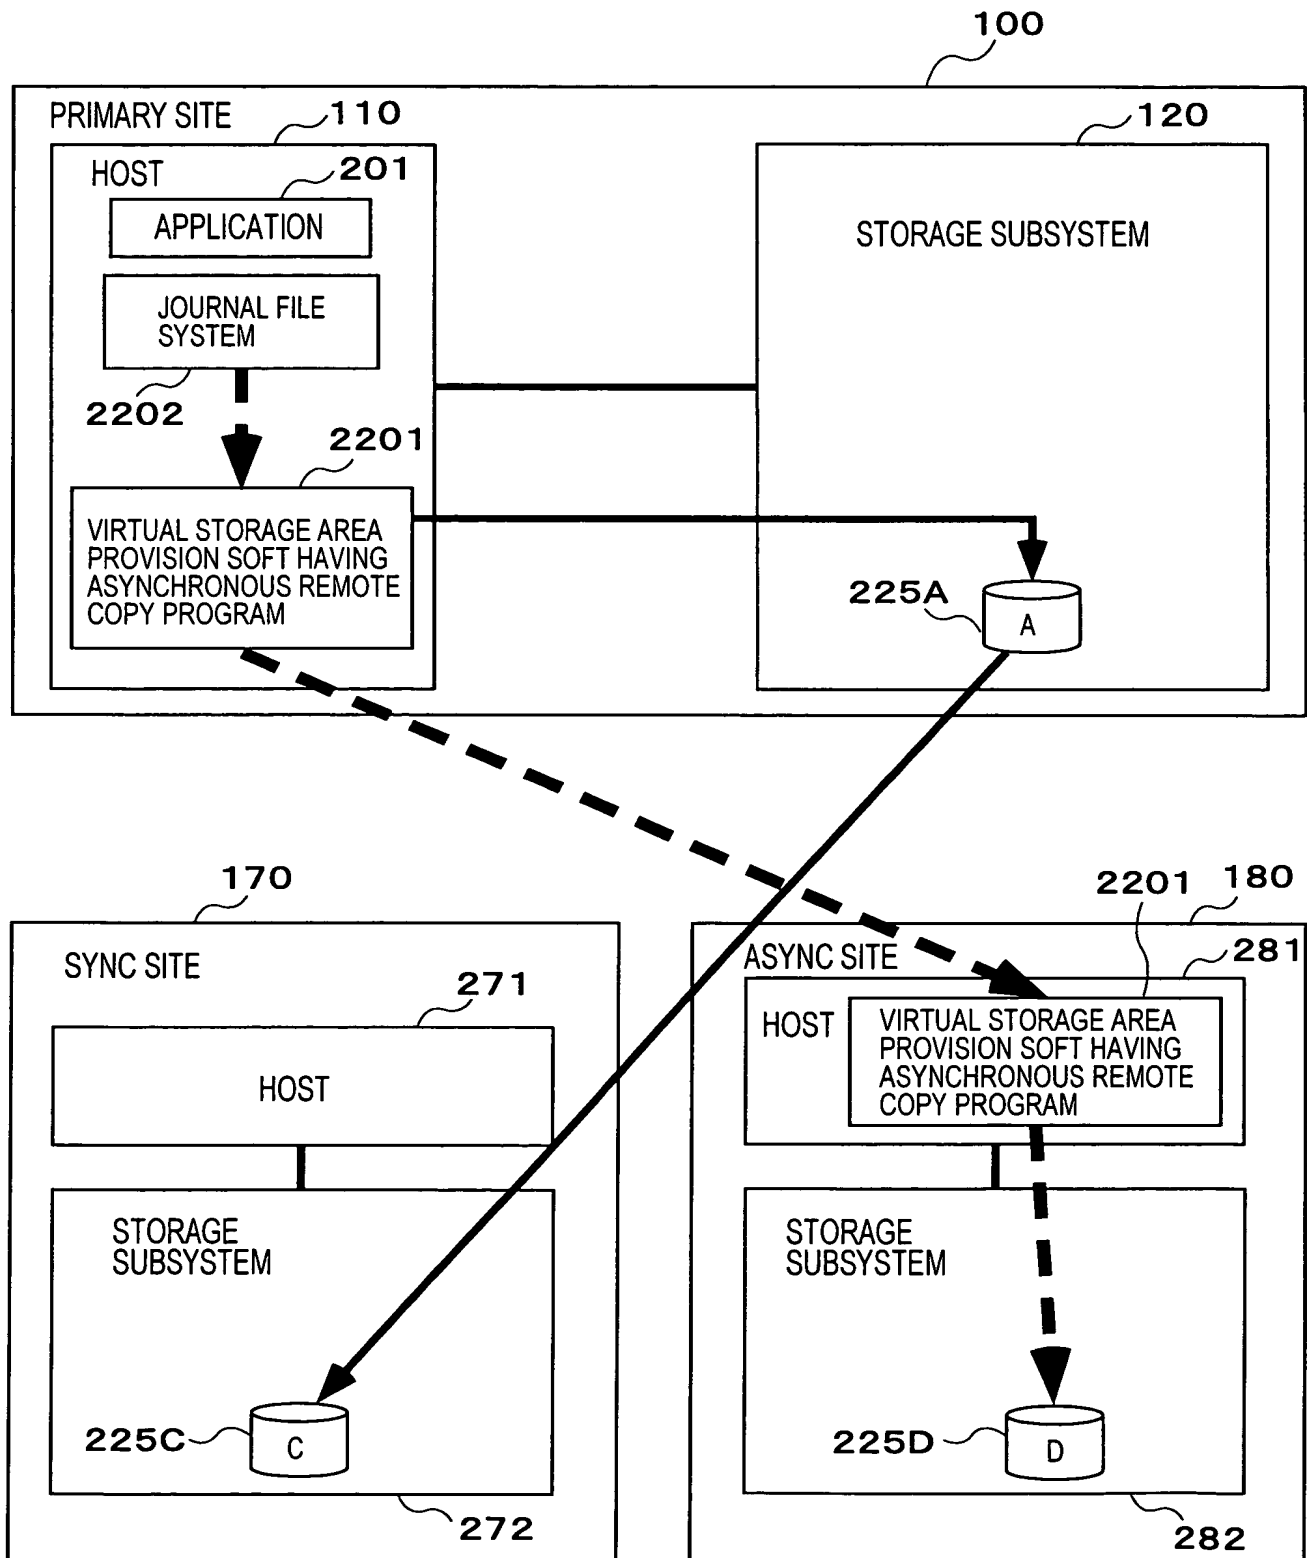 100
PRIMARY SITE
110
120
HOST
201
APPLICATION
STORAGE SUBSYSTEM
JOURNAL FILE
SYSTEM
2202
2201
VIRTUAL STORAGE AREA
PROVISION SOFT HAVING
ASYNCHRONOUS REMOTE
COPY PROGRAM
225A
A
170
2201
180
SYNC SITE
ASYNC SITE
281
271
HOST
HOST
VIRTUAL STORAGE AREA
PROVISION SOFT HAVING
ASYNCHRONOUS REMOTE
COPY PROGRAM
STORAGE
SUBSYSTEM
STORAGE
SUBSYSTEM
225C
C
225D
D
272
282